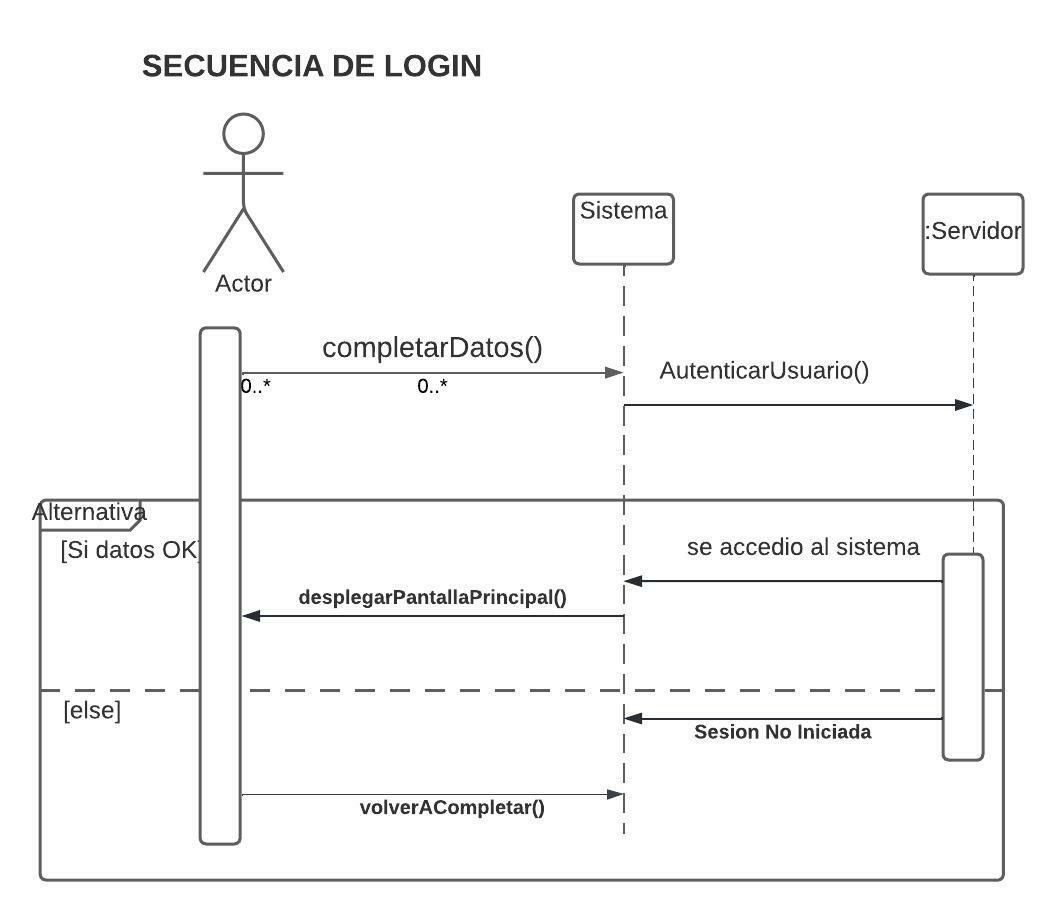 SECUENCIA DE LOGIN
Actor
Sistema
:Servidor
completarDatos()
0..*
0..*
AutenticarUsuario()
Alternativa
[Si datos OK]
se accedio al sistema
desplegarPantallaPrincipal()
[else]
Sesion No Iniciada
volverACompletar()